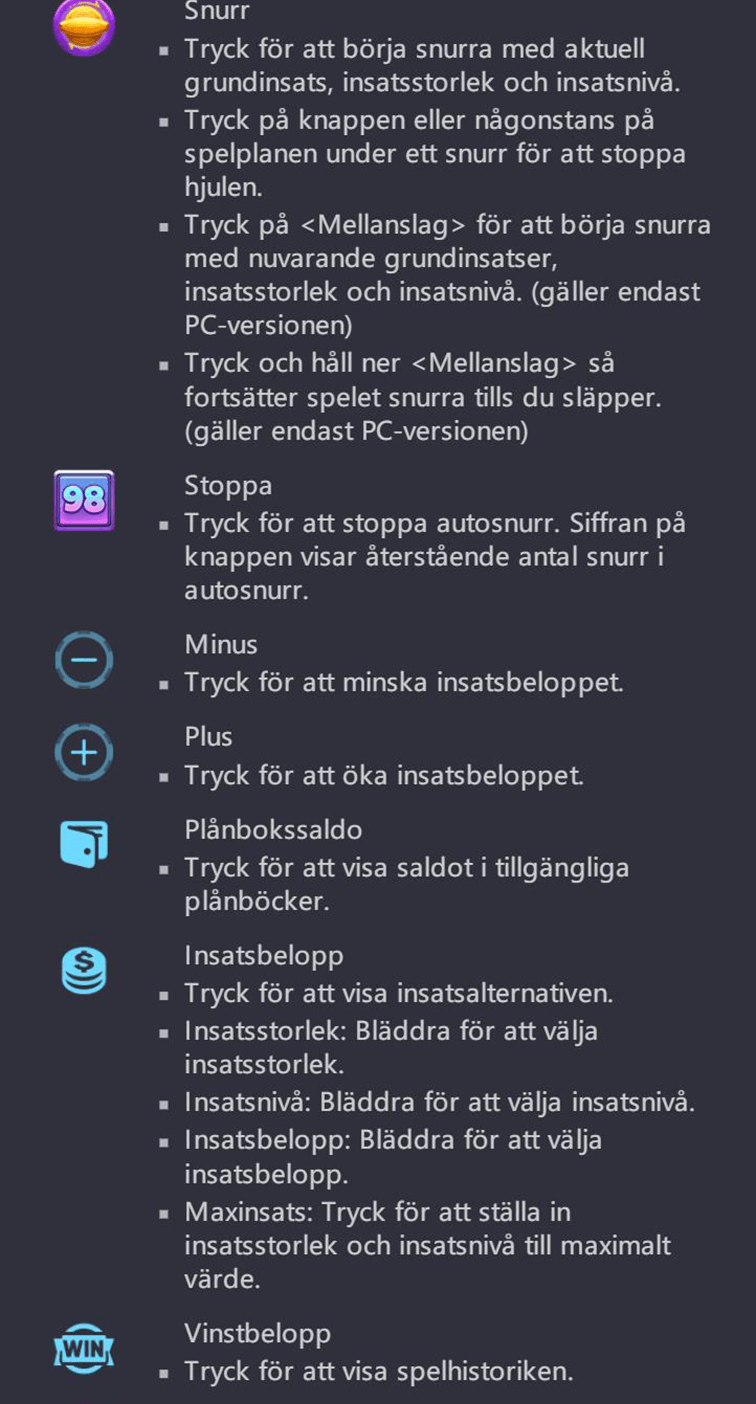 Snurr
▪ Tryck för att börja snurra med aktuell
grundinsats, insatsstorlek och insatsnivå.
▪ Tryck på knappen eller någonstans på
spelplanen under ett snurr för att stoppa
hjulen.
▪ Tryck på <Mellanslag> för att börja snurra
med nuvarande grundinsatser,
insatsstorlek och insatsnivå. (gäller endast
PC-versionen)
▪ Tryck och håll ner <Mellanslag> så
fortsätter spelet snurra tills du släpper.
(gäller endast PC-versionen)
98
Stoppa
▪ Tryck för att stoppa autosnurr. Siffran på
knappen visar återstående antal snurr i
autosnurr.
Minus
▪ Tryck för att minska insatsbeloppet.
Plus
▪ Tryck för att öka insatsbeloppet.
Plånbokssaldo
▪ Tryck för att visa saldot i tillgängliga
plånböcker.
$
Insatsbelopp
▪ Tryck för att visa insatsalternativen.
▪ Insatsstorlek: Bläddra för att välja
insatsstorlek.
▪ Insatsnivå: Bläddra för att välja insatsnivå.
▪ Insatsbelopp: Bläddra för att välja
insatsbelopp.
▪ Maxinsats: Tryck för att ställa in
insatsstorlek och insatsnivå till maximalt
värde.
WIN
Vinstbelopp
▪ Tryck för att visa spelhistoriken.